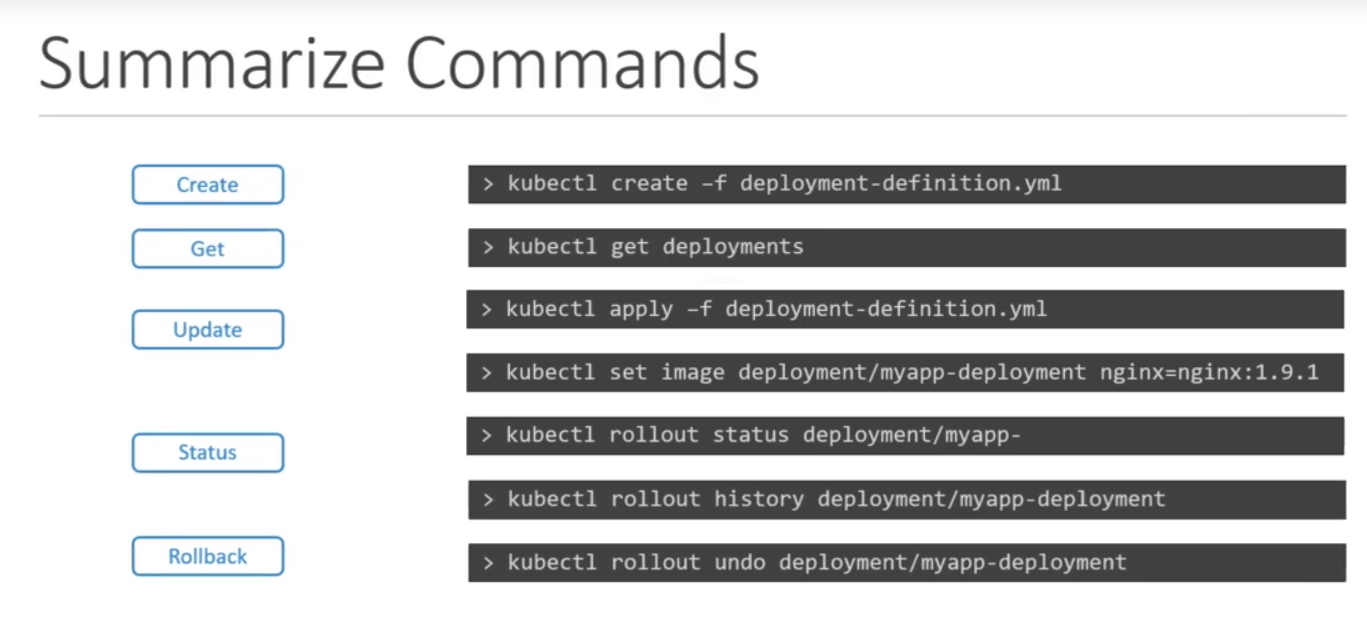 Summarize Commands
Create
> kubectl create –f deployment-definition.yml
Get
> kubectl get deployments
Update
> kubectl apply –f deployment-definition.yml
> kubectl set image deployment/myapp-deployment nginx=nginx:1.9.1
Status
> kubectl rollout status deployment/myapp-
> kubectl rollout history deployment/myapp-deployment
Rollback
> kubectl rollout undo deployment/myapp-deployment